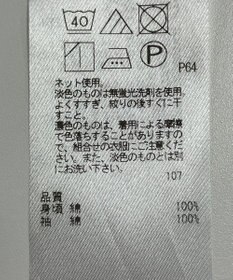 40
P
P64
ネット使用。
淡色のものは無蛍光洗剤を使用。
よくすすぎ、絞りの後すぐに干
すこと。
濃色のものは、着用による摩擦
で色落ちすることがありますの
で、組合せの衣服にご注意下さ
い。また、淡色のものとは別
にお洗い下さい。
107
品質
身頃 綿 100%
袖 綿 100%